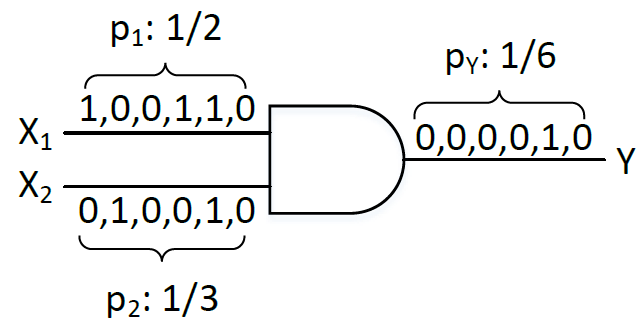 p₁: 1/2
1,0,0,1,1,0
X₁
X₂
0,1,0,0,1,0
p₂: 1/3
pY: 1/6
0,0,0,0,1,0
Y